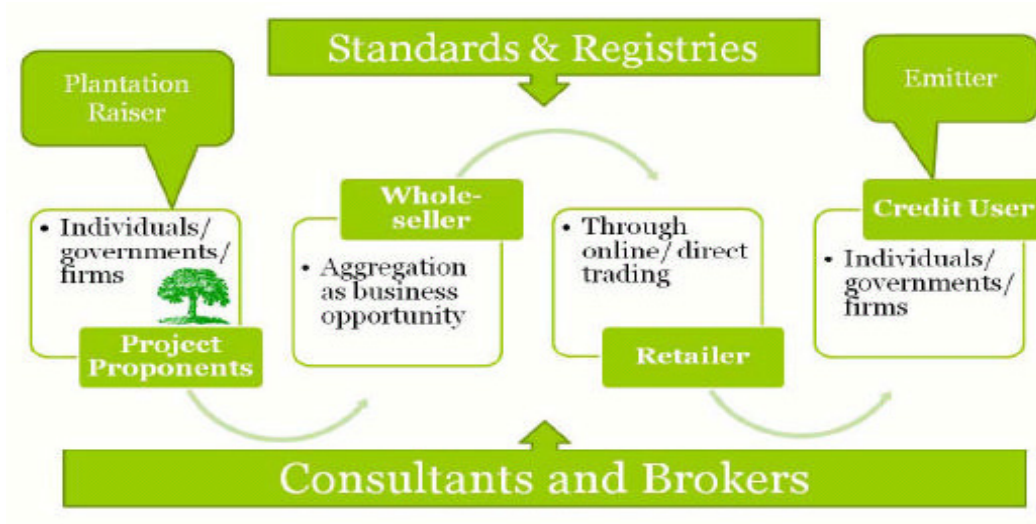 Standards & Registries
Plantation
Raiser
Emitter
• Individuals/
governments/
firms
Project
Proponents
Whole-
seller
• Aggregation
as business
opportunity
• Through
online/ direct
trading
Retailer
Credit User
• Individuals/
governments/
firms
Consultants and Brokers